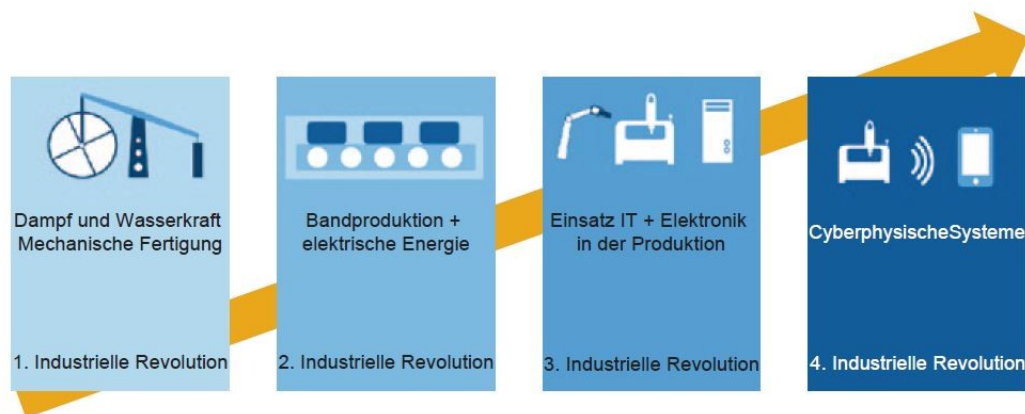 Dampf und Wasserkraft
Mechanische Fertigung
1. Industrielle Revolution
Bandproduktion +
elektrische Energie
2. Industrielle Revolution
Einsatz IT + Elektronik
in der Produktion
3. Industrielle Revolution
CyberphysischeSysteme
4. Industrielle Revolution